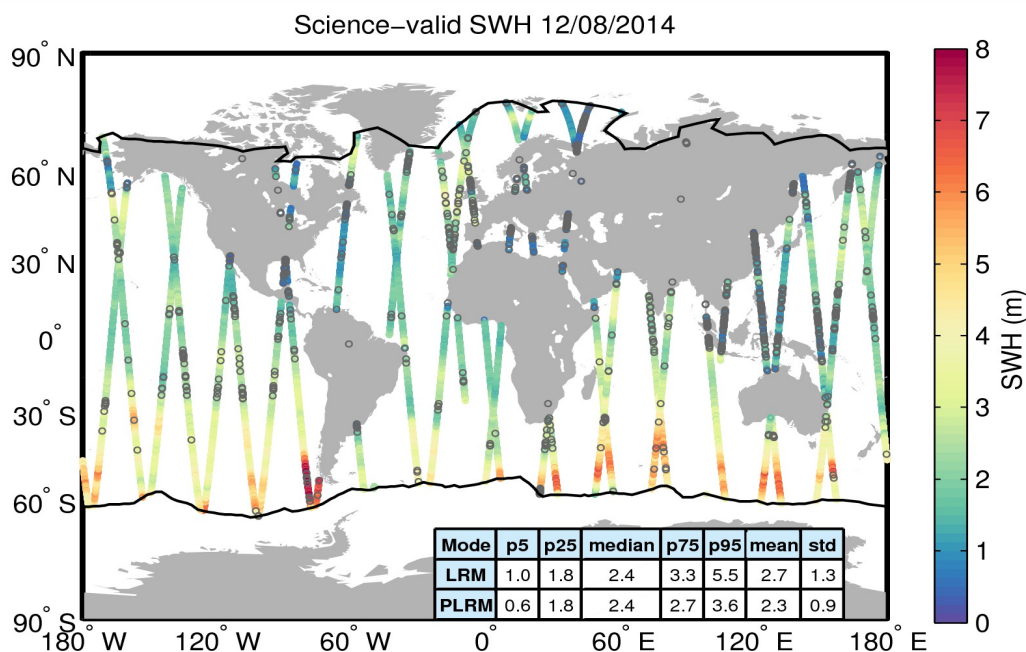 Science−valid SWH 12/08/2014
90° N
60° N
30° N
0°
30° S
60° S
90° S
180° W
120° W
60° W
0°
60° E
120° E
180° E
8
7
6
5
4
3
2
1
0
SWH (m)
Mode p5 p25 median p75 p95 mean std
LRM 1.0 1.8 2.4 3.3 5.5 2.7 1.3
PLRM 0.6 1.8 2.4 2.7 3.6 2.3 0.9